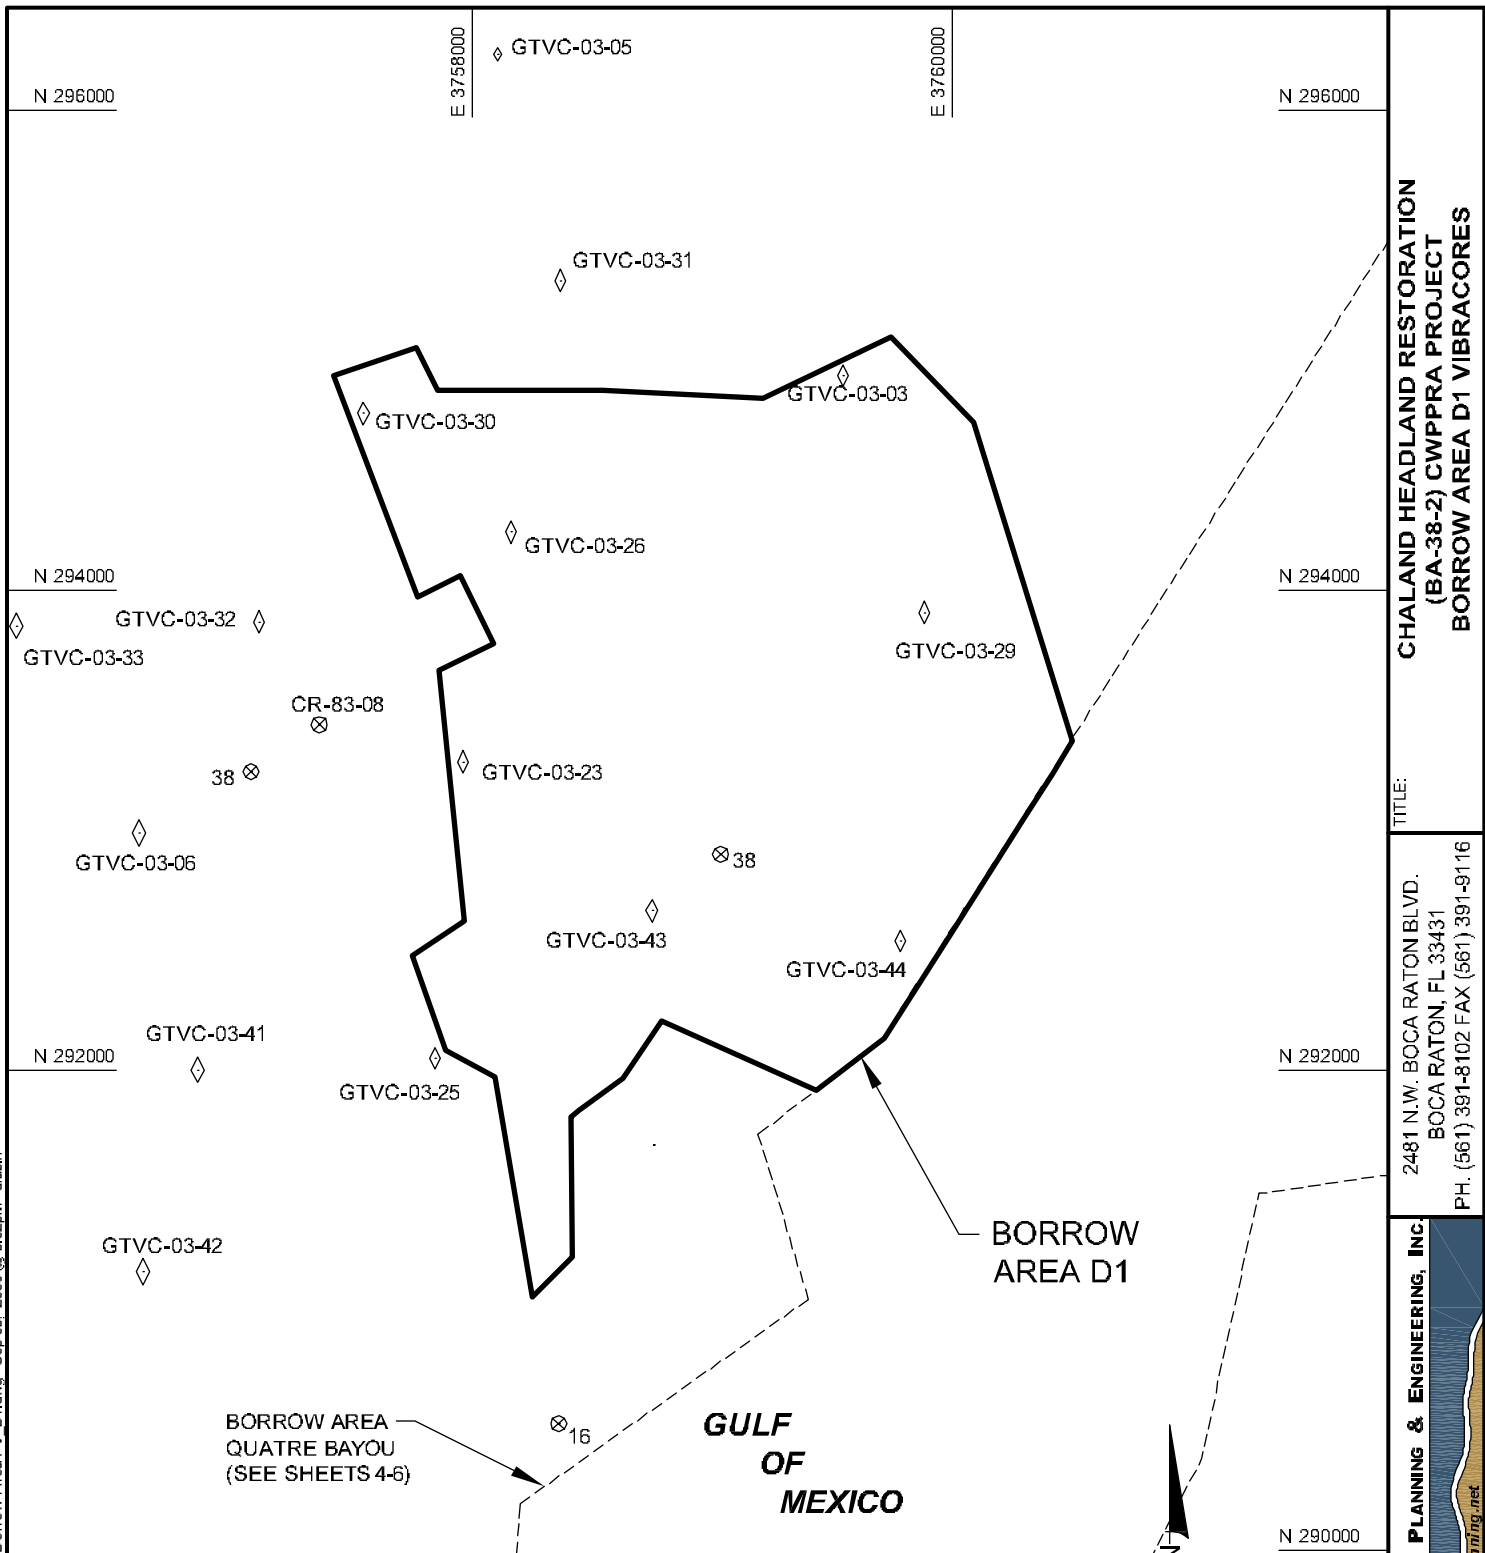 E 3758000
GTVC-03-05
E 3760000
N 296000
N 296000
GTVC-03-31
GTVC-03-03
GTVC-03-30
GTVC-03-26
N 294000
N 294000
GTVC-03-32
GTVC-03-33
GTVC-03-29
CR-83-08
38
GTVC-03-23
GTVC-03-06
38
GTVC-03-43
GTVC-03-44
GTVC-03-41
N 292000
N 292000
GTVC-03-25
GTVC-03-42
BORROW
AREA D1
BORROW AREA
QUATRE BAYOU
(SEE SHEETS 4-6)
16
GULF
OF
MEXICO
N 290000
N
TITLE:
CHALAND HEADLAND RESTORATION
(BA-38-2) CWPPRA PROJECT
BORROW AREA D1 VIBRACORES
2481 N.W. BOCA RATON BLVD.
BOCA RATON, FL 33431
PH. (561) 391-8102 FAX (561) 391-9116
PLANNING & ENGINEERING, INC.